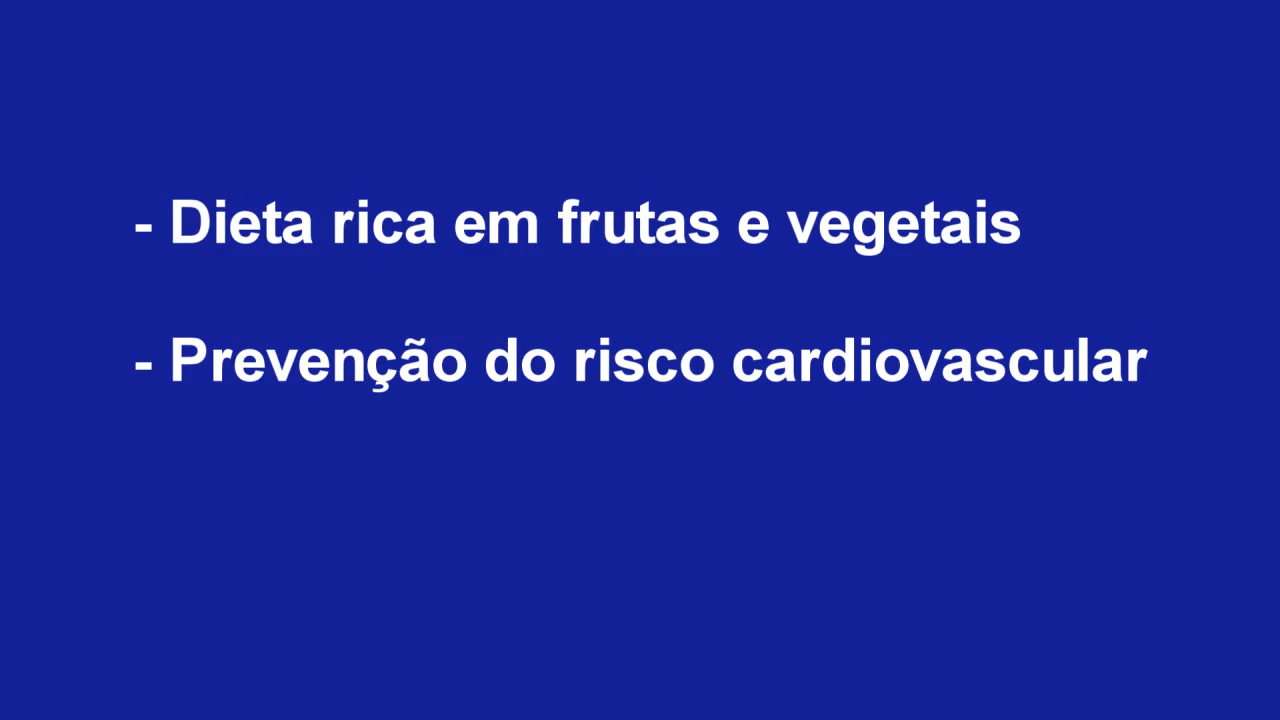 - Dieta rica em frutas e vegetais
- Prevenção do risco cardiovascular